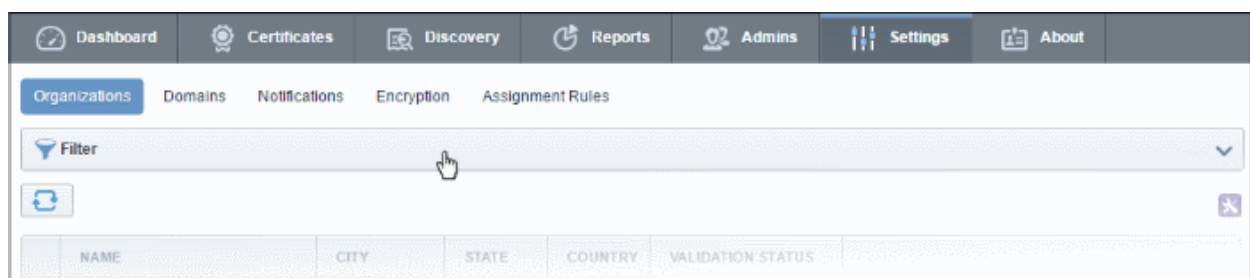 Dashboard Certificates Discovery Reports Admins Settings About
Organizations Domains Notifications Encryption Assignment Rules
Filter
NAME CITY STATE COUNTRY VALIDATION STATUS